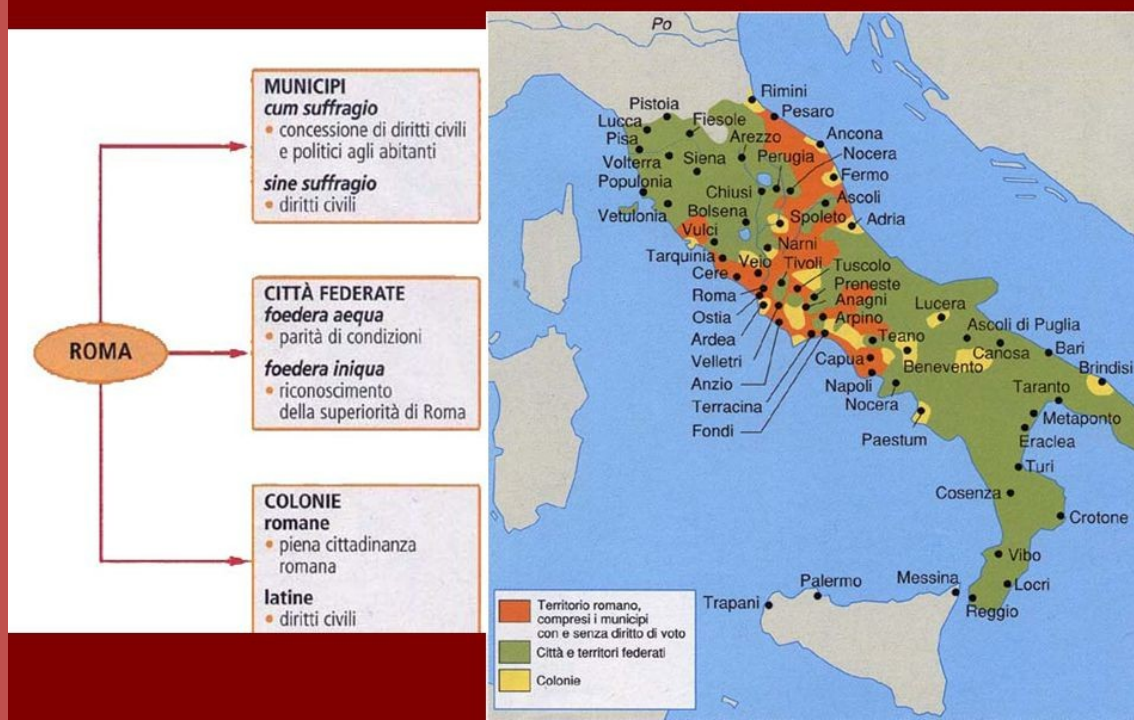 MUNICIPI
cum suffragio
• concessione di diritti civili
e politici agli abitanti
sine suffragio
• diritti civili
ROMA
CITTÀ FEDERATE
foedera aequa
• parità di condizioni
foedera iniqua
• riconoscimento
della superiorità di Roma
COLONIE
romane
• piena cittadinanza
romana
latine
• diritti civili
Po
Rimini
Pistoia
Pesaro
Lucca
Fiesole
Pisa
Arezzo
Ancona
Volterra
Siena
Perugia
Nocera
Populonia
Chiusi
Fermo
Vetulonia
Bolsena
Ascoli
Spoleto
Adria
Vulci
Narni
Tarquinia
Veio
Tivoli
Tuscolo
Cere
Preneste
Roma
Anagni
Lucera
Ostia
Arpino
Ascoli di Puglia
Ardea
Teano
Velletri
Capua
Canosa
Bari
Anzio
Benevento
Brindisi
Napoli
Taranto
Terracina
Nocera
Metaponto
Fondi
Paestum
Eraclea
Turi
Cosenza
Crotone
Vibo
Palermo
Messina
Locri
Trapani
Reggio
Territorio romano,
compresi i municipi
con e senza diritto di voto
Città e territori federati
Colonie